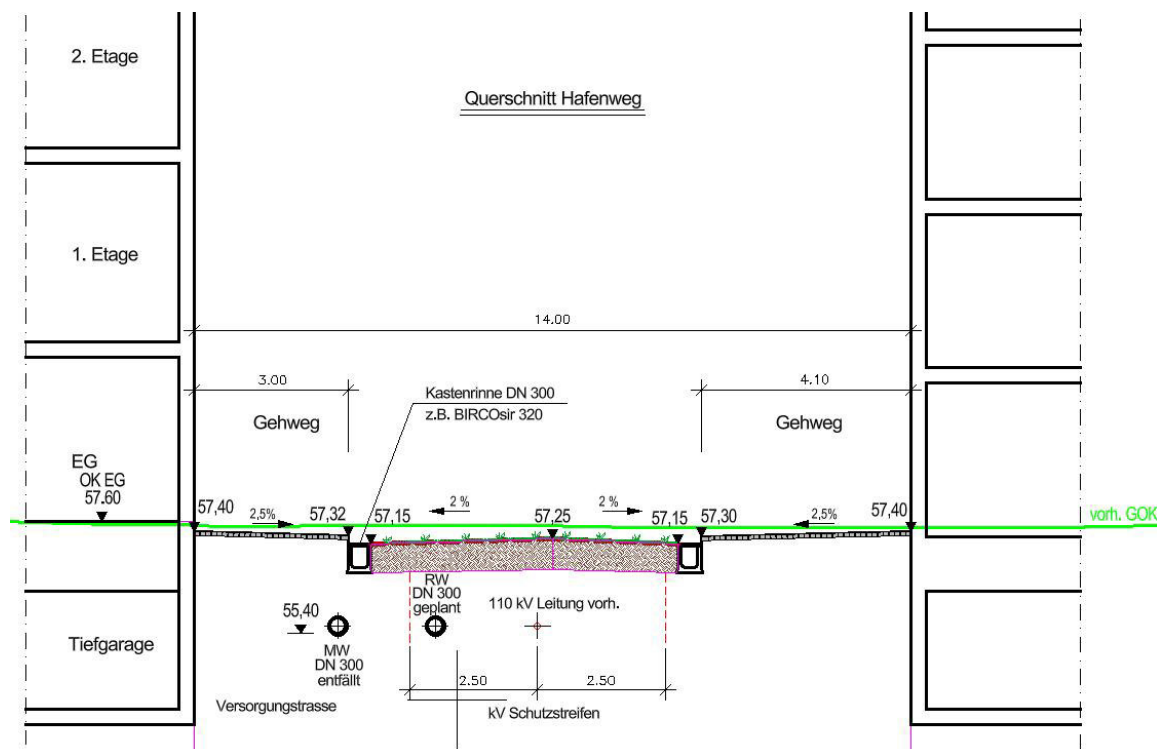 2. Etage
Querschnitt Hafenweg
1. Etage
14.00
3.00
4.10
Kastenrinne DN 300
z.B. BIRCOsir 320
Gehweg
Gehweg
EG
OK EG
57.60
57,40
2,5%
57,32
57,15
2 %
57,25
2 %
57,15
57,30
2,5%
57,40
vorh. GOK
RW
DN 300
geplant
110 kV Leitung vorh.
55,40
Tiefgarage
MW
DN 300
entfällt
2.50
2.50
Versorgungstrasse
kV Schutzstreifen